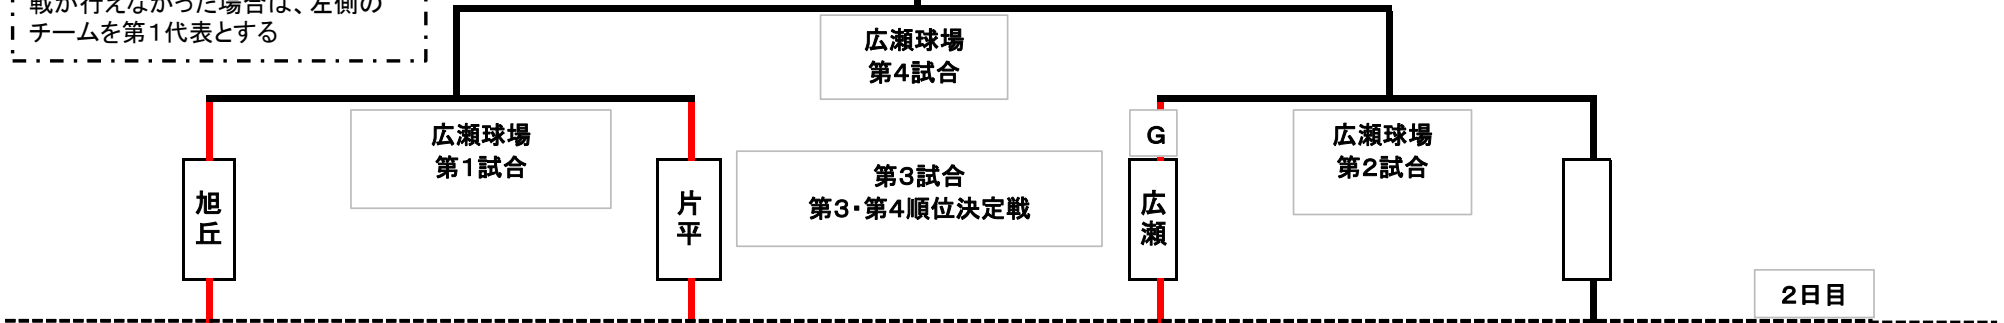 戦が行えなかった場合は、左側の
チームを第1代表とする
広瀬球場
第4試合
広瀬球場
第1試合
G
広瀬球場
第2試合
第3試合
第3・第4順位決定戦
旭丘
片平
広瀬
2日目